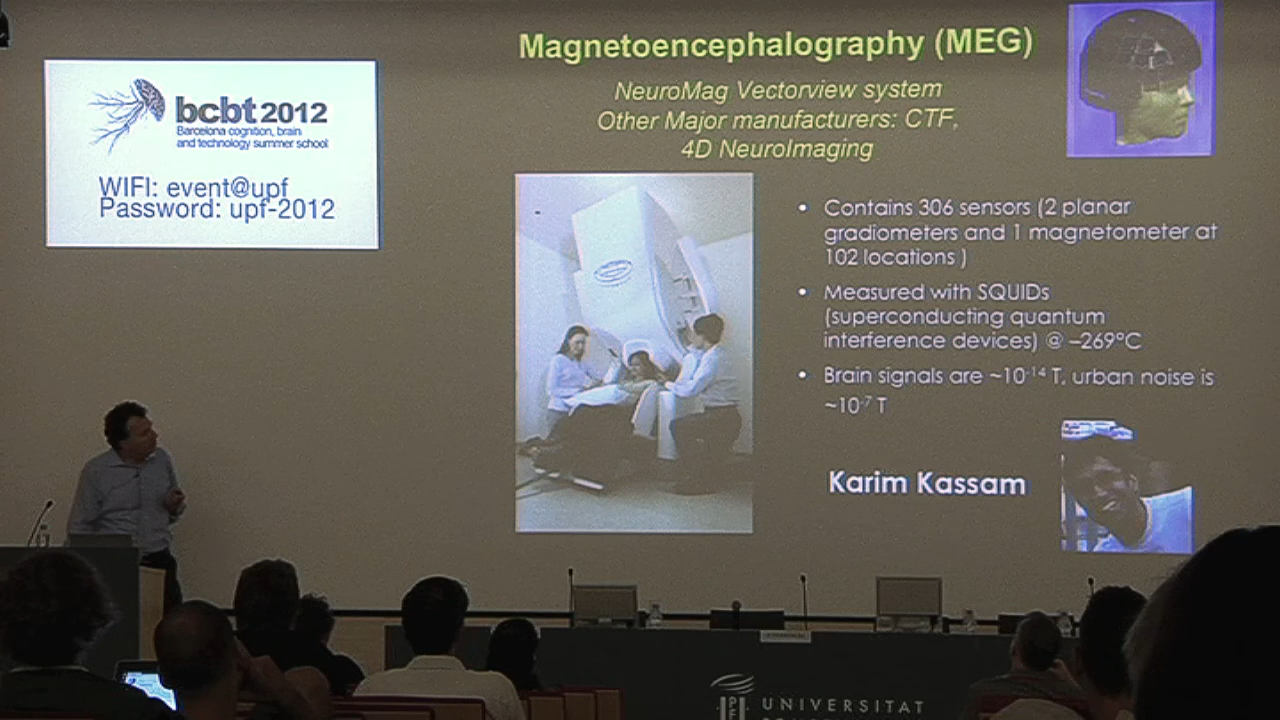 bcbt 2012
Barcelona cognition, brain
and technology summer school
WIFI: event@upf
Password: upf-2012
Magnetoencephalography (MEG)
NeuroMag Vectorview system
Other Major manufacturers: CTF,
4D NeuroImaging
• Contains 306 sensors (2 planar
gradiometers and 1 magnetometer at
102 locations )
• Measured with SQUIDs
(superconducting quantum
interference devices) @ –269°C
• Brain signals are ~10⁻¹⁴ T, urban noise is
~10⁻⁷ T
Karim Kassam
UNIVERSITAT